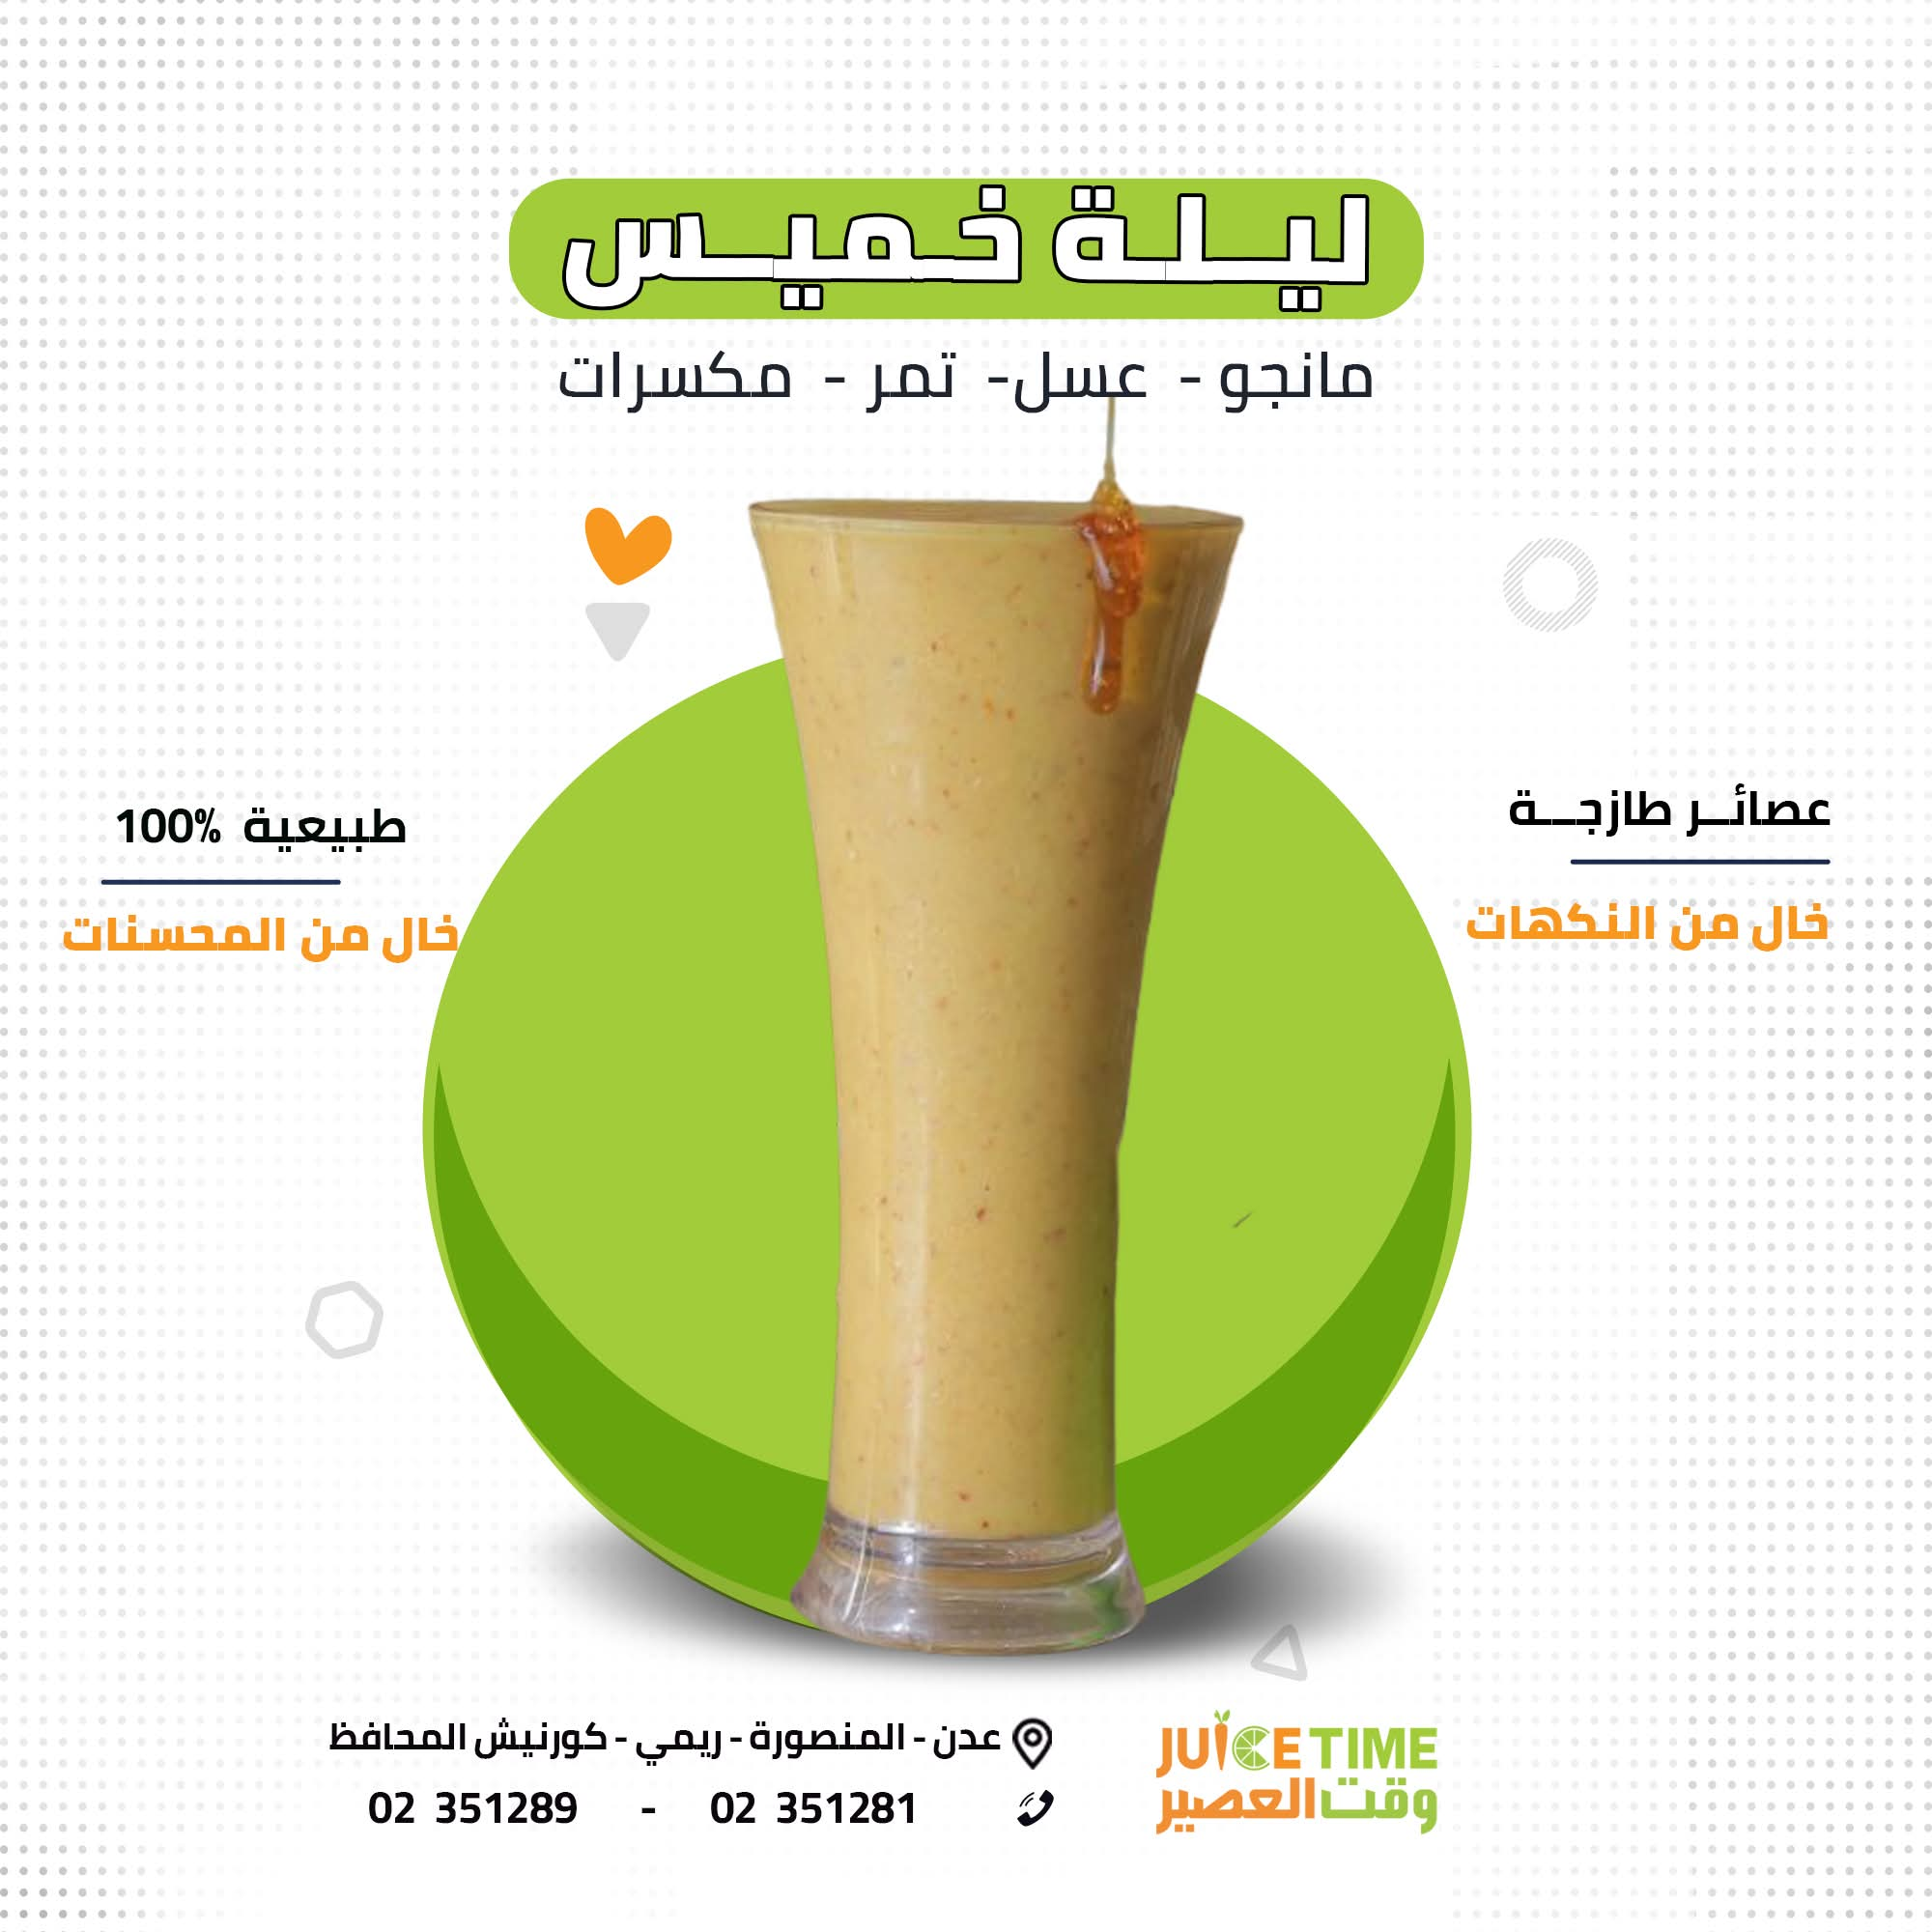 ليلة خميس
مانجو - عسل- تمر - مكسرات
عصائر طازجة
خال من النكهات
طبيعية 100%
خال من المحسنات
JUICE TIME
وقت العصير
عدن - المنصورة - ريمي - كورنيش المحافظ
02 351281 - 02 351289